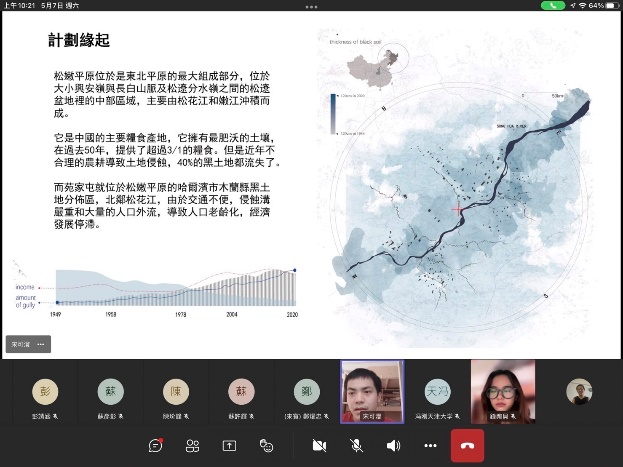 上午10:21 5月7日 週六
64%
計劃緣起
松嫩平原位於是東北平原的最大組成部分，位於
大小興安嶺與長白山脈及松遼分水嶺之間的松遼
盆地裡的中部區域，主要由松花江和嫩江沖積而
成。
它是中國的主要糧食產地，它擁有最肥沃的土壤，
在過去50年，提供了超過3/1的糧食。但是近年不
合理的農耕導致土地侵蝕，40%的黑土地都流失了。
而苑家屯就位於松嫩平原的哈爾濱市木蘭縣黑土
地分佈區，北鄰松花江，由於交通不便，侵蝕溝
嚴重和大量的人口外流，導致人口老齡化，經濟
發展停滯。
thickness of black soil
50km
income
amount
of gully
1949
1958
1978
2004
2020
宋可滑
彭
蘇
陳
蘇
鄭
天冯
宋可滑